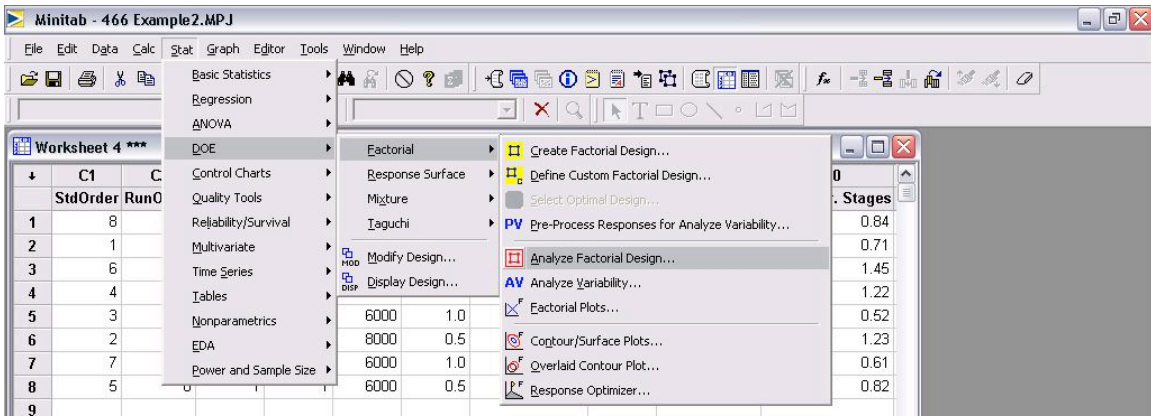 Minitab - 466 Example2.MPJ
File Edit Data Calc Stat Graph Editor Tools Window Help
Basic Statistics
Regression
ANOVA
DOE
Control Charts
Quality Tools
Reliability/Survival
Multivariate
Time Series
Tables
Nonparametrics
EDA
Power and Sample Size
Factorial
Response Surface
Mixture
Taguchi
MOD Modify Design...
DISP Display Design...
Create Factorial Design...
Define Custom Factorial Design...
Select Optimal Design...
PV Pre-Process Responses for Analyze Variability...
Analyze Factorial Design...
AV Analyze Variability...
Factorial Plots...
Contour/Surface Plots...
Overlaid Contour Plot...
Response Optimizer...
Worksheet 4 ***
C1 C 0
StdOrder RunO . Stages
1 8 0.84
2 1 0.71
3 6 1.45
4 4 1.22
5 3 6000 1.0 0.52
6 2 8000 0.5 1.23
7 7 6000 1.0 0.61
8 5 6000 0.5 0.82
9